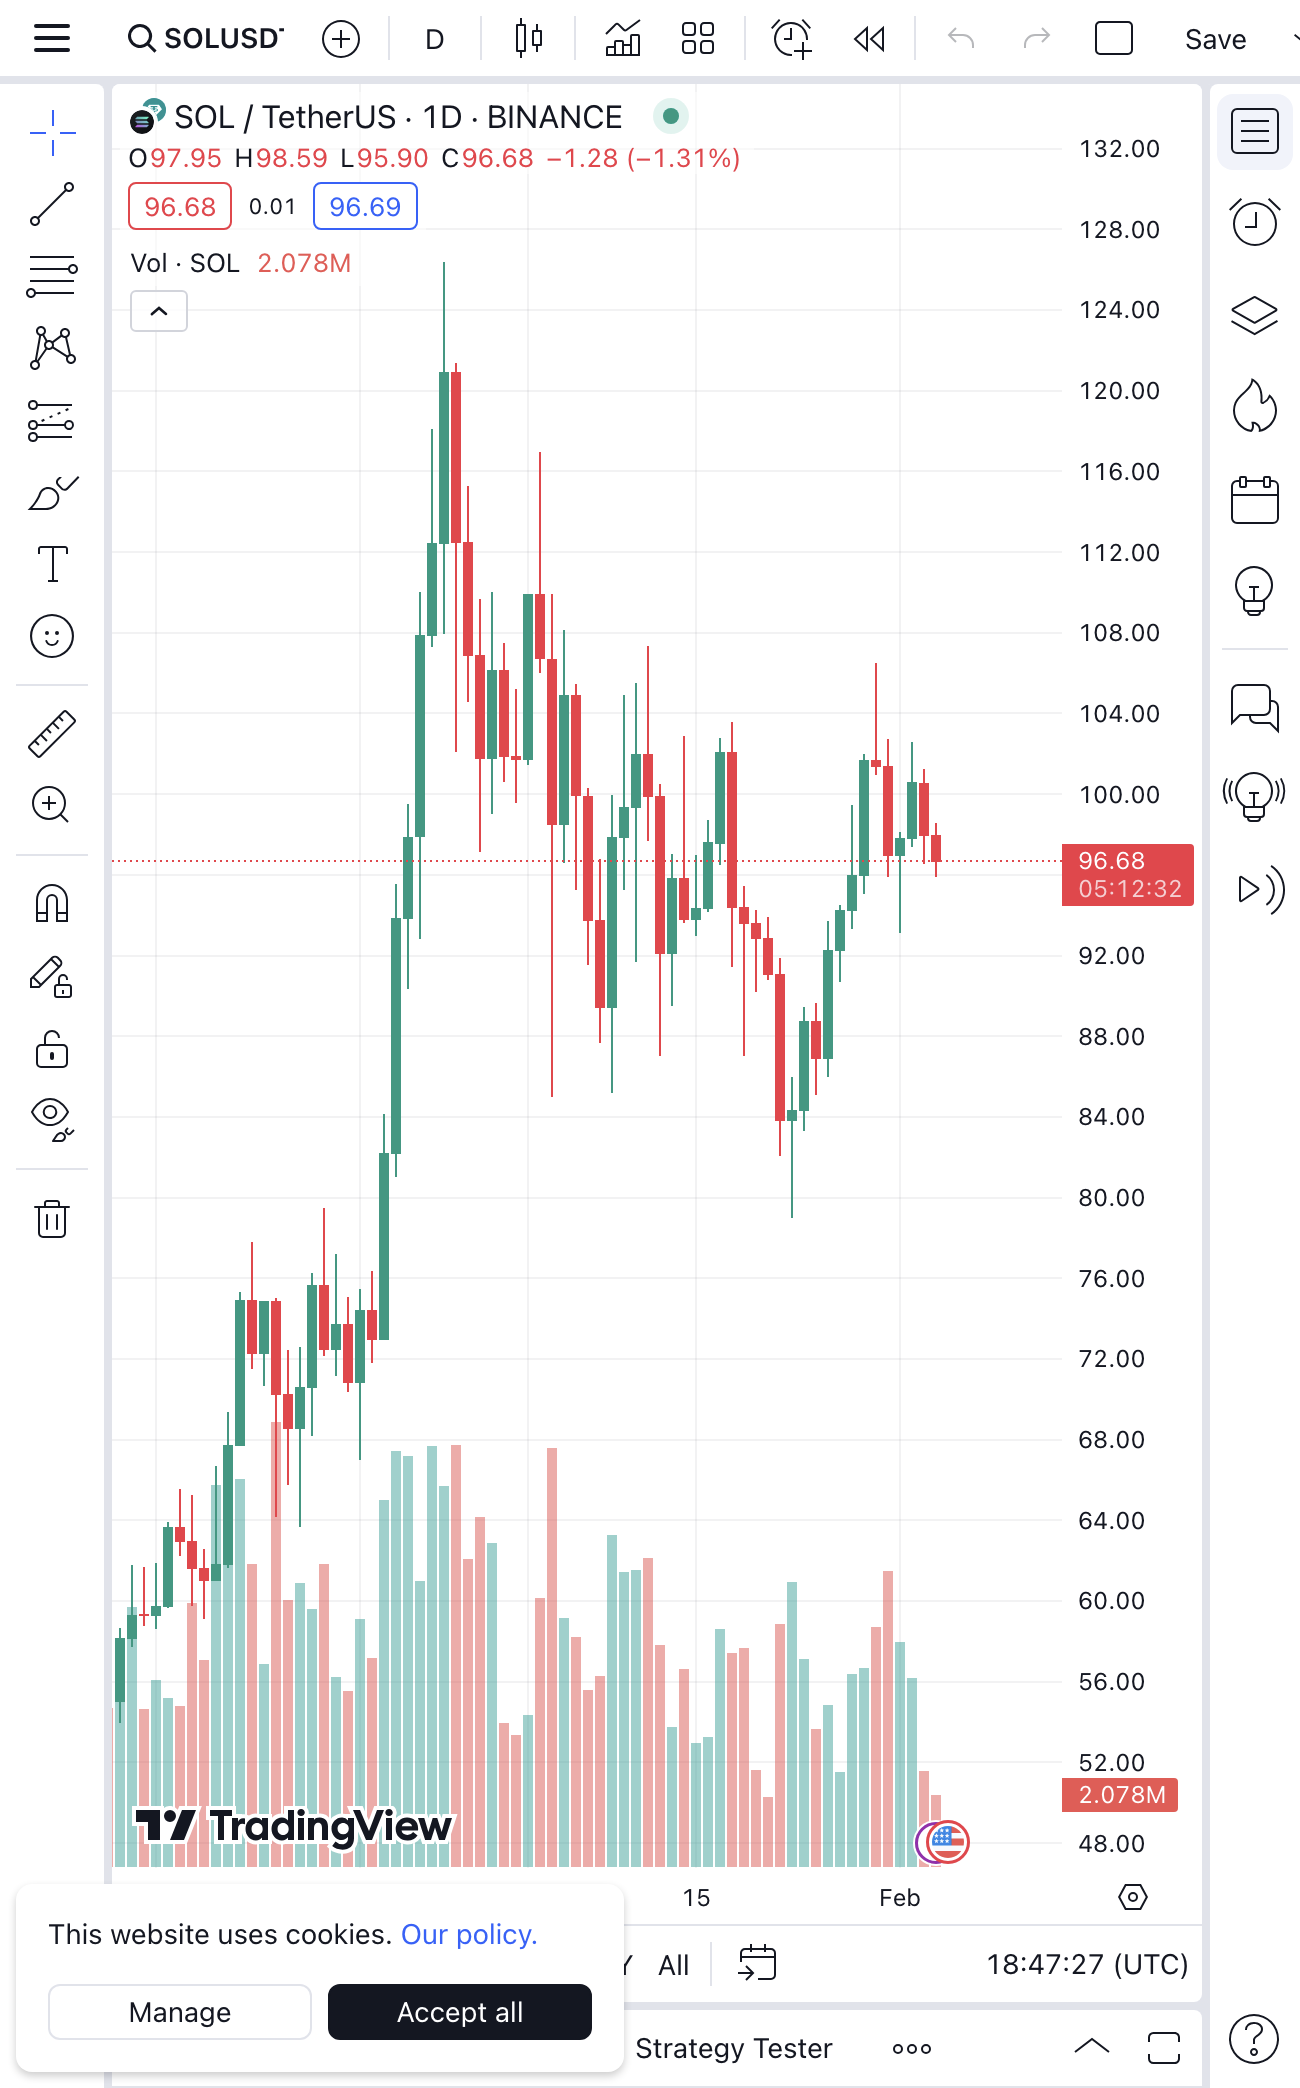 SOLUSD
D
Save
SOL / TetherUS · 1D · BINANCE
O97.95 H98.59 L95.90 C96.68 −1.28 (−1.31%)
96.68 0.01 96.69
Vol · SOL 2.078M
132.00
128.00
124.00
120.00
116.00
112.00
108.00
104.00
100.00
96.68
05:12:32
92.00
88.00
84.00
80.00
76.00
72.00
68.00
64.00
60.00
56.00
52.00
2.078M
48.00
TradingView
15 Feb
This website uses cookies. Our policy.
Manage Accept all
Y All 18:47:27 (UTC)
Strategy Tester